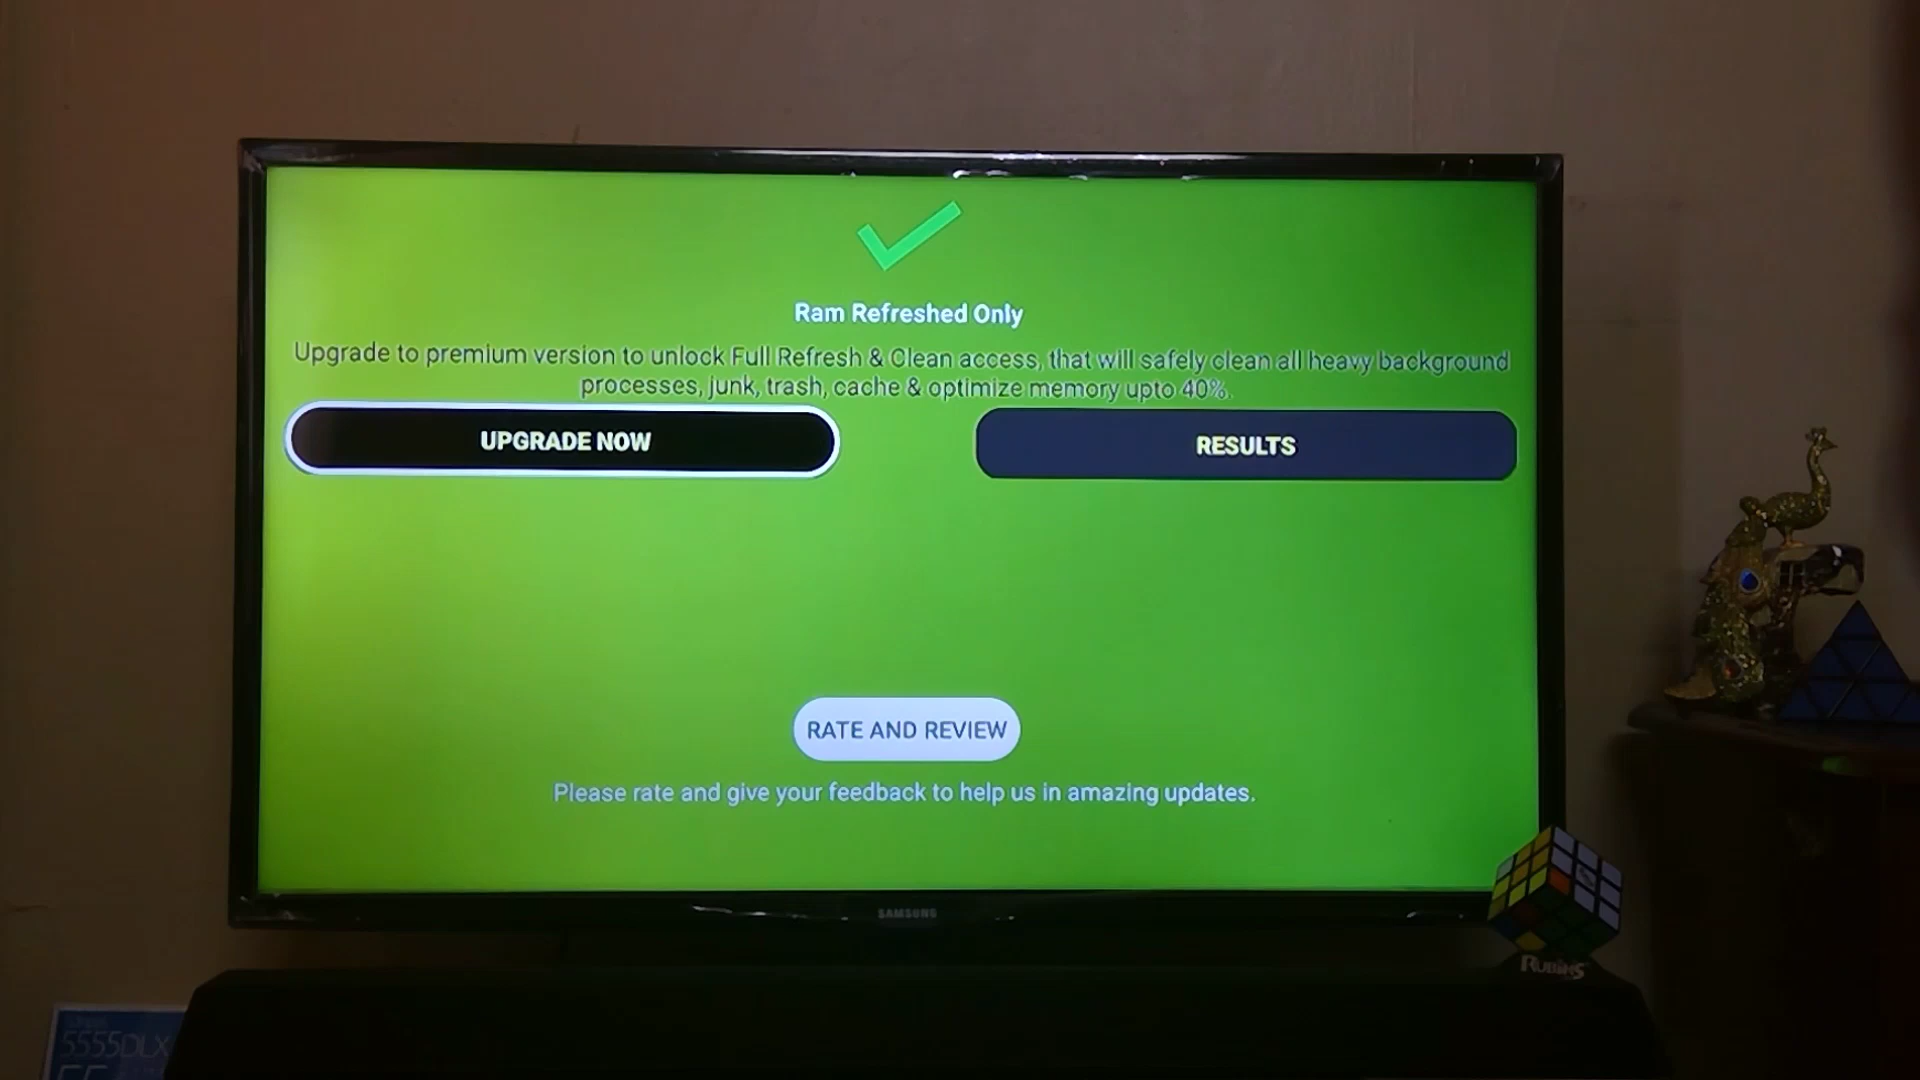 Ram Refreshed Only
Upgrade to premium version to unlock Full Refresh & Clean access, that will safely clean all heavy background
processes, junk, trash, cache & optimize memory upto 40%.
UPGRADE NOW
RESULTS
RATE AND REVIEW
Please rate and give your feedback to help us in amazing updates.
SAMSUNG
RUBIK'S
5555DLX